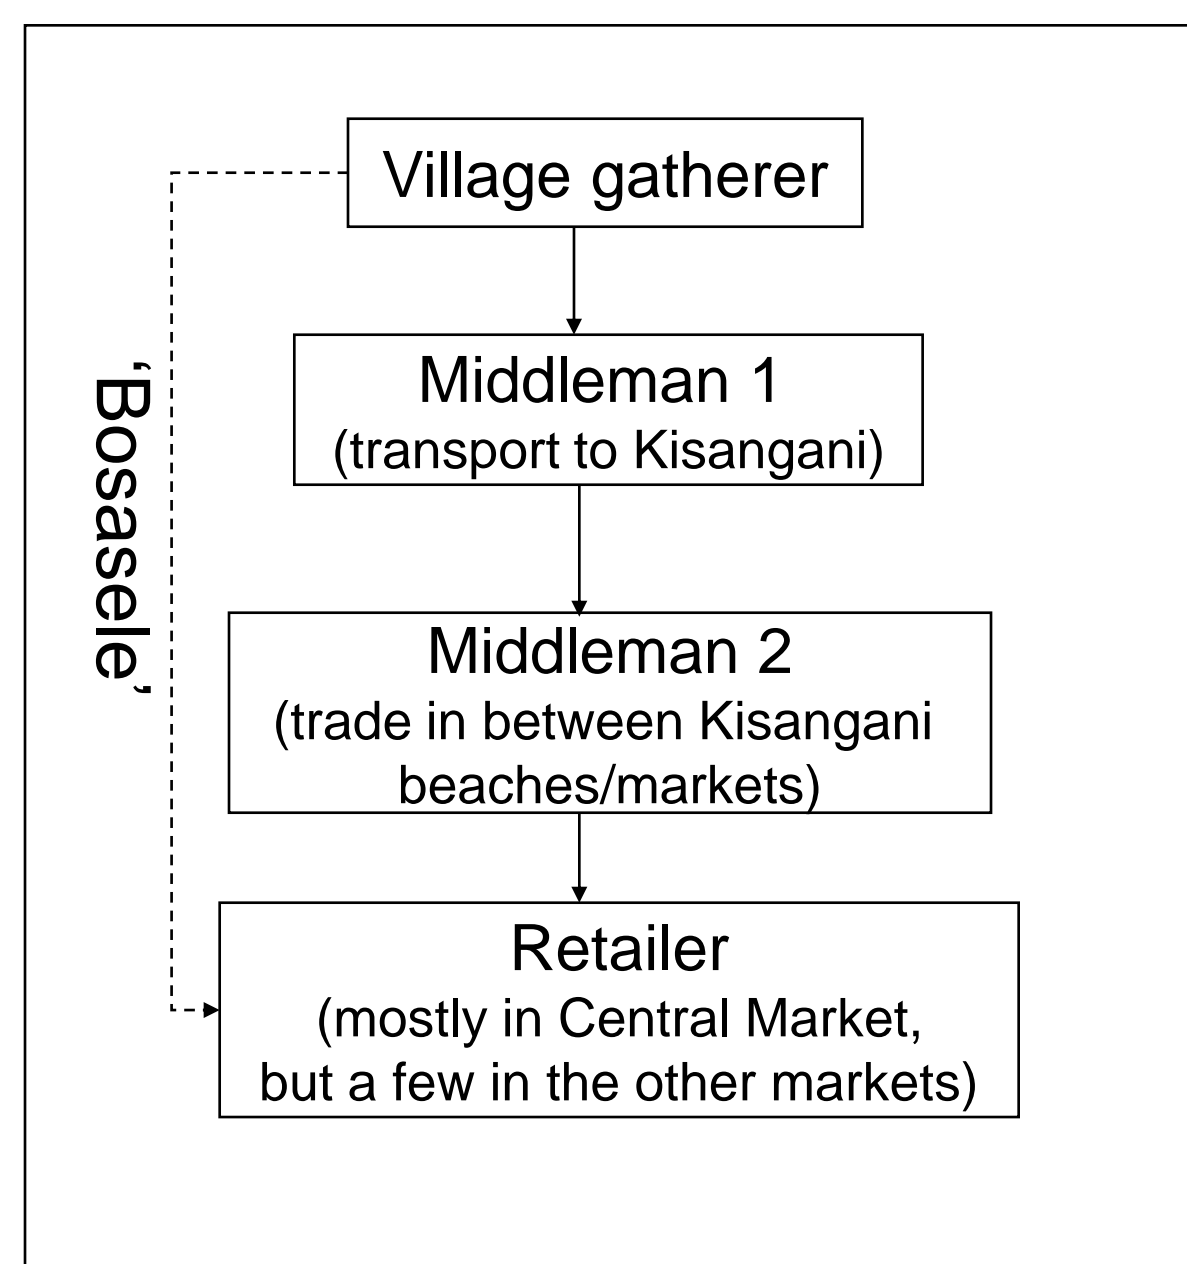 Village gatherer
‘Bosasele’
Middleman 1
(transport to Kisangani)
Middleman 2
(trade in between Kisangani
beaches/markets)
Retailer
(mostly in Central Market,
but a few in the other markets)